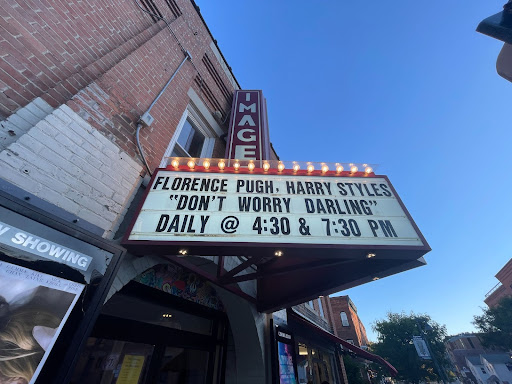 IMAGE
FLORENCE PUGH, HARRY STYLES
"DON'T WORRY DARLING"
DAILY @ 4:30 & 7:30 PM
SHOWING